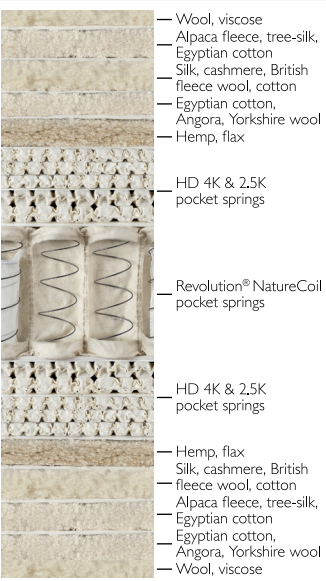 Wool, viscose
Alpaca fleece, tree-silk,
Egyptian cotton
Silk, cashmere, British
fleece wool, cotton
Egyptian cotton,
Angora, Yorkshire wool
Hemp, flax
HD 4K & 2.5K
pocket springs
Revolution® NatureCoil
pocket springs
HD 4K & 2.5K
pocket springs
Hemp, flax
Silk, cashmere, British
fleece wool, cotton
Alpaca fleece, tree-silk,
Egyptian cotton
Egyptian cotton,
Angora, Yorkshire wool
Wool, viscose